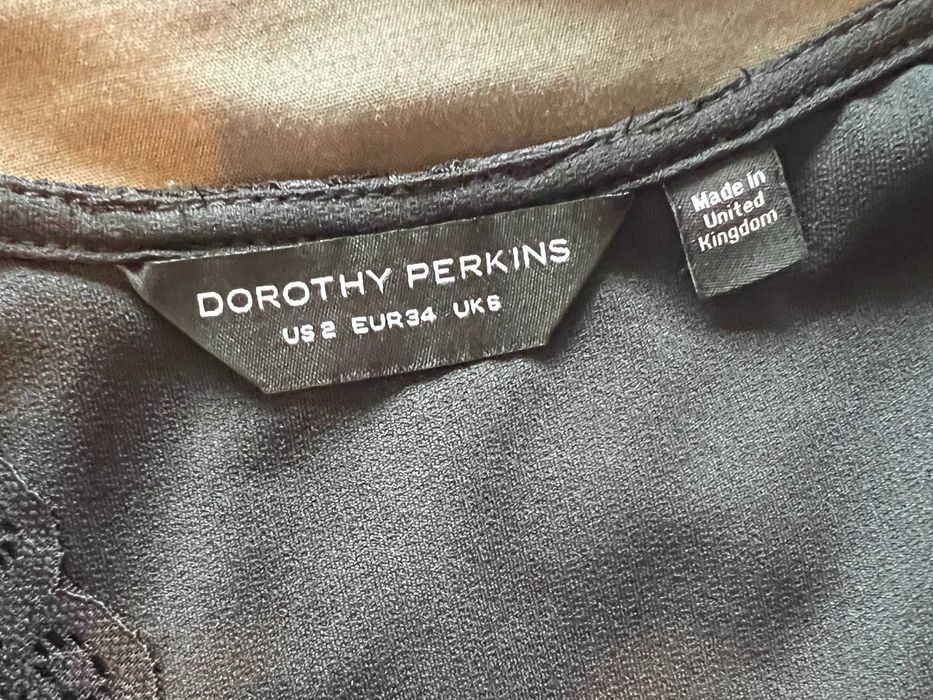 DOROTHY PERKINS
US 2 EUR34 UK6
Made in
United
Kingdom